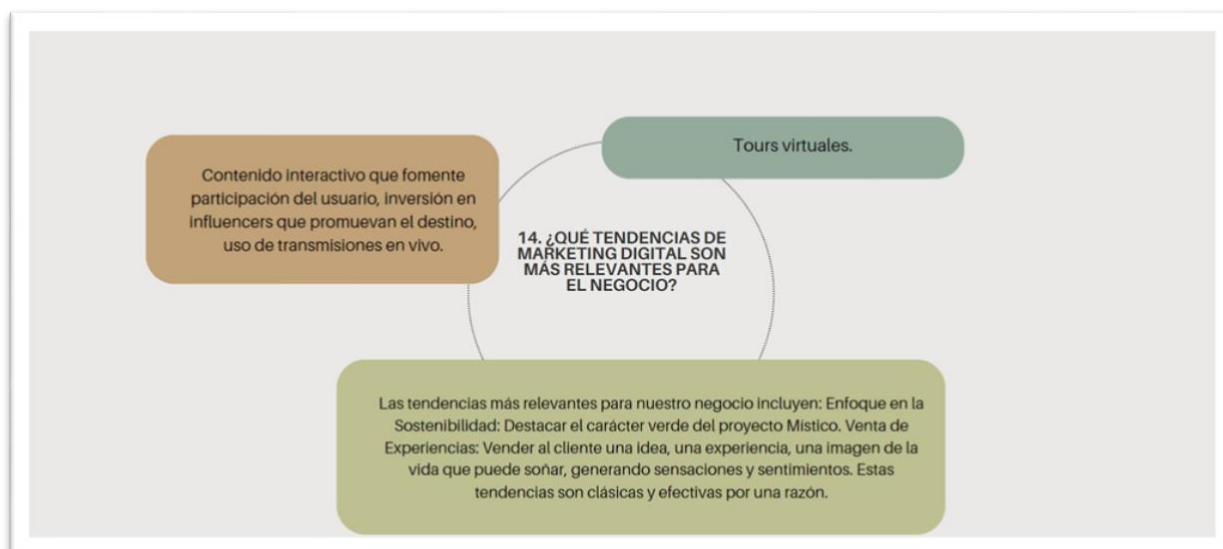 Tours virtuales.
Contenido interactivo que fomente
participación del usuario, inversión en
influencers que promuevan el destino,
uso de transmisiones en vivo.
14. ¿QUÉ TENDENCIAS DE
MARKETING DIGITAL SON
MÁS RELEVANTES PARA
EL NEGOCIO?
Las tendencias más relevantes para nuestro negocio incluyen: Enfoque en la
Sostenibilidad: Destacar el carácter verde del proyecto Místico. Venta de
Experiencias: Vender al cliente una idea, una experiencia, una imagen de la
vida que puede soñar, generando sensaciones y sentimientos. Estas
tendencias son clásicas y efectivas por una razón.